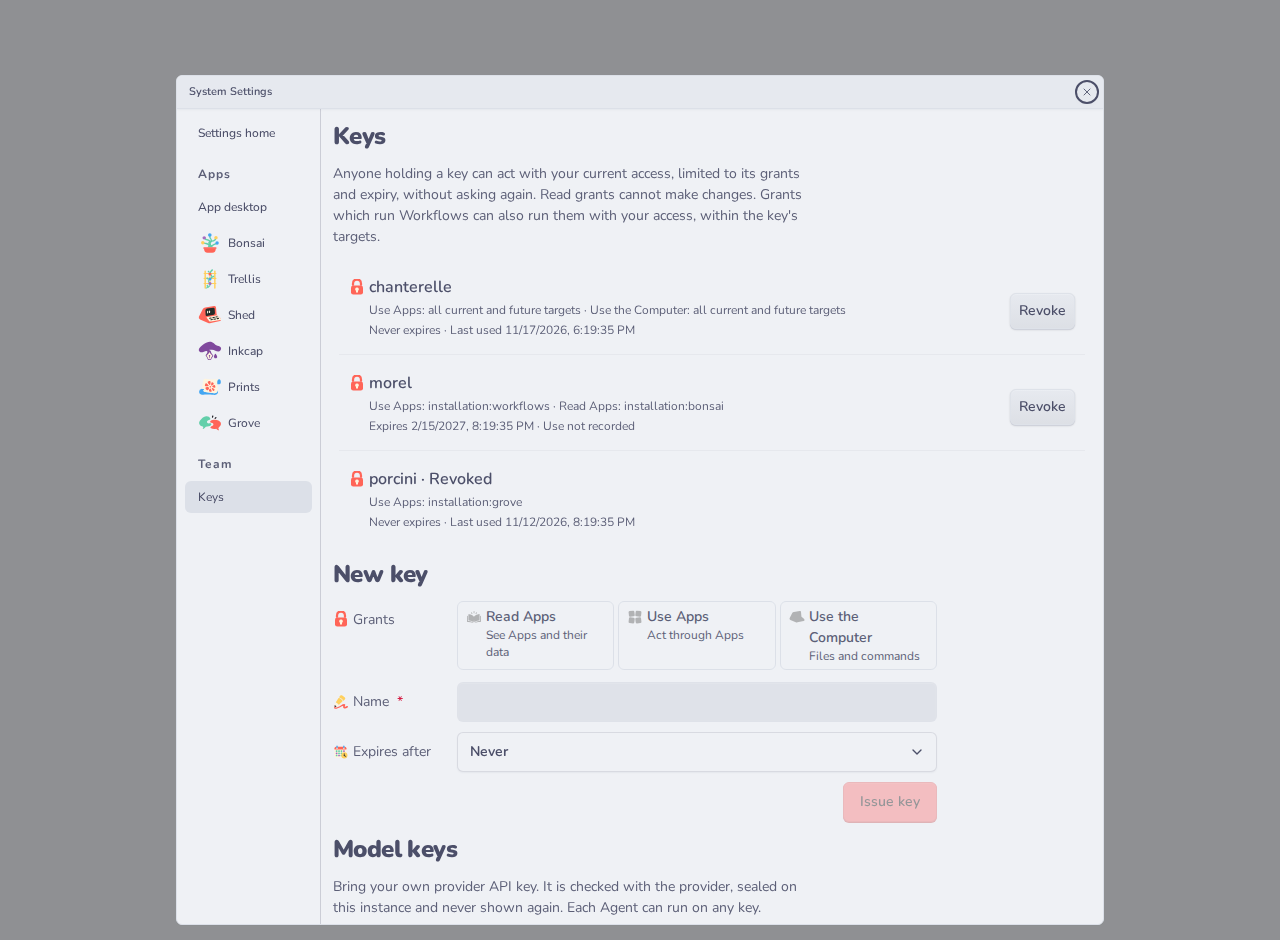 System Settings
Settings home
Apps
App desktop
Bonsai
Trellis
Shed
Inkcap
Prints
Grove
Team
Keys
Keys
Anyone holding a key can act with your current access, limited to its grants
and expiry, without asking again. Read grants cannot make changes. Grants
which run Workflows can also run them with your access, within the key's
targets.
chanterelle
Use Apps: all current and future targets · Use the Computer: all current and future targets
Never expires · Last used 11/17/2026, 6:19:35 PM
Revoke
morel
Use Apps: installation:workflows · Read Apps: installation:bonsai
Expires 2/15/2027, 8:19:35 PM · Use not recorded
Revoke
porcini · Revoked
Use Apps: installation:grove
Never expires · Last used 11/12/2026, 8:19:35 PM
New key
Grants
Read Apps
See Apps and their
data
Use Apps
Act through Apps
Use the
Computer
Files and commands
Name *
Expires after
Never
Issue key
Model keys
Bring your own provider API key. It is checked with the provider, sealed on
this instance and never shown again. Each Agent can run on any key.